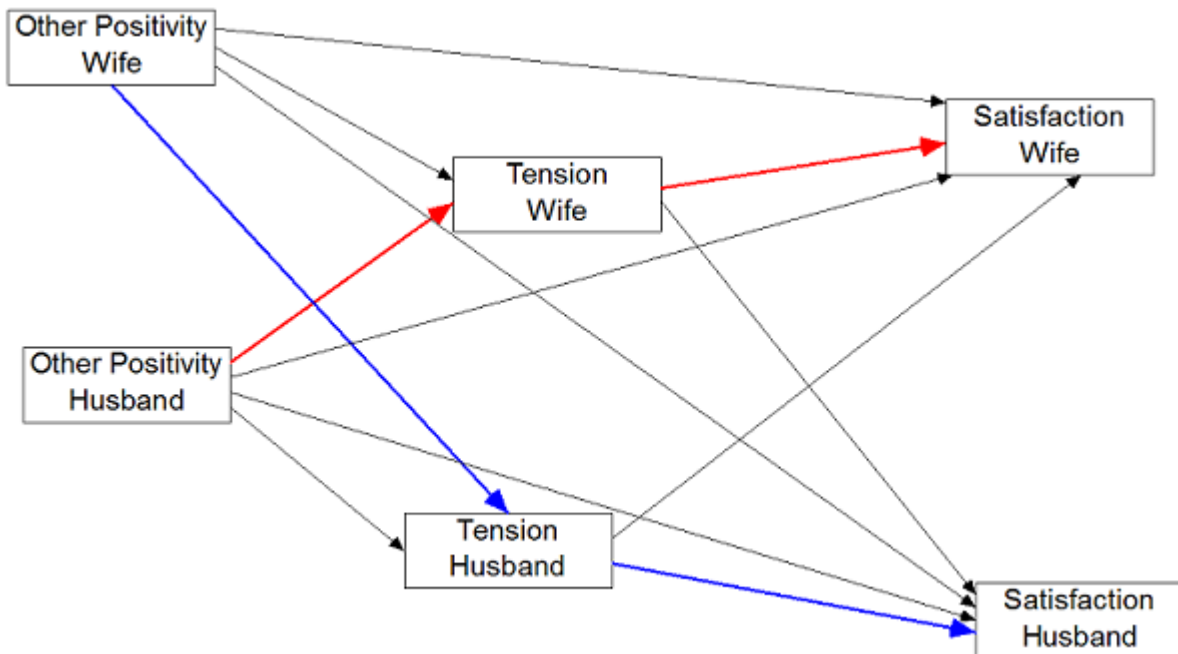 Other Positivity
Wife
Satisfaction
Wife
Tension
Wife
Other Positivity
Husband
Tension
Husband
Satisfaction
Husband